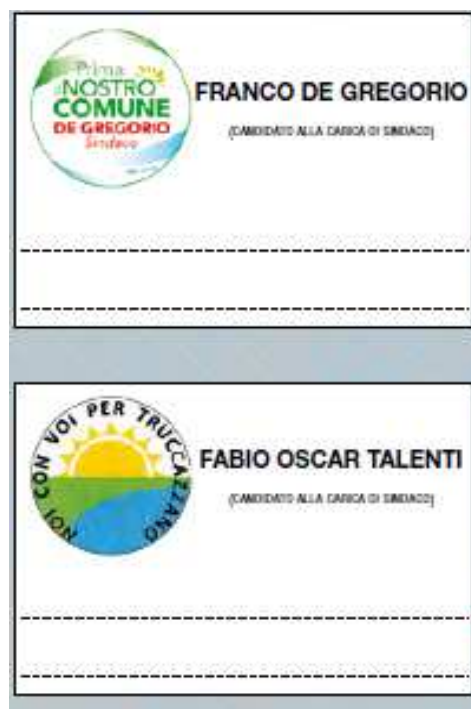 Prima
NOSTRO
COMUNE
DE GREGORIO
Sindaco
FRANCO DE GREGORIO
(CANDIDATO ALLA CARICA DI SINDACO)
NOI CON VOI PER TRUCCAZZANO
FABIO OSCAR TALENTI
(CANDIDATO ALLA CARICA DI SINDACO)